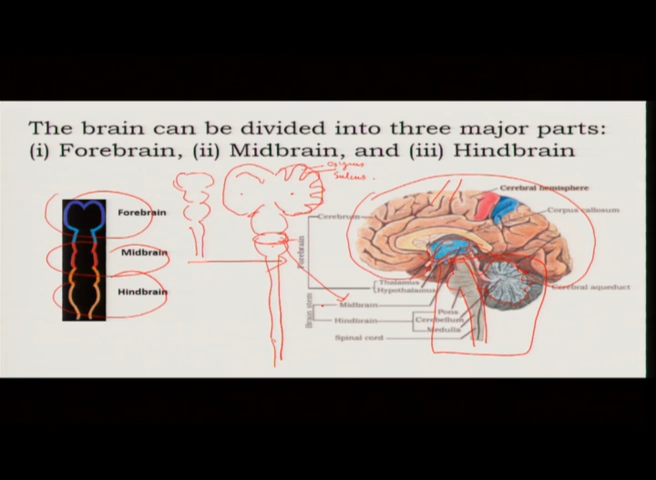 The brain can be divided into three major parts:
(i) Forebrain, (ii) Midbrain, and (iii) Hindbrain
Sulcus.
Cerebral hemisphere
Forebrain
Corpus callosum
Cerebrum
Forebrain
Midbrain
Thalamus
Hypothalamus
Cerebral aqueduct
Hindbrain
Midbrain
Brain stem
Pons
Hindbrain
Cerebellum
Medulla
Spinal cord